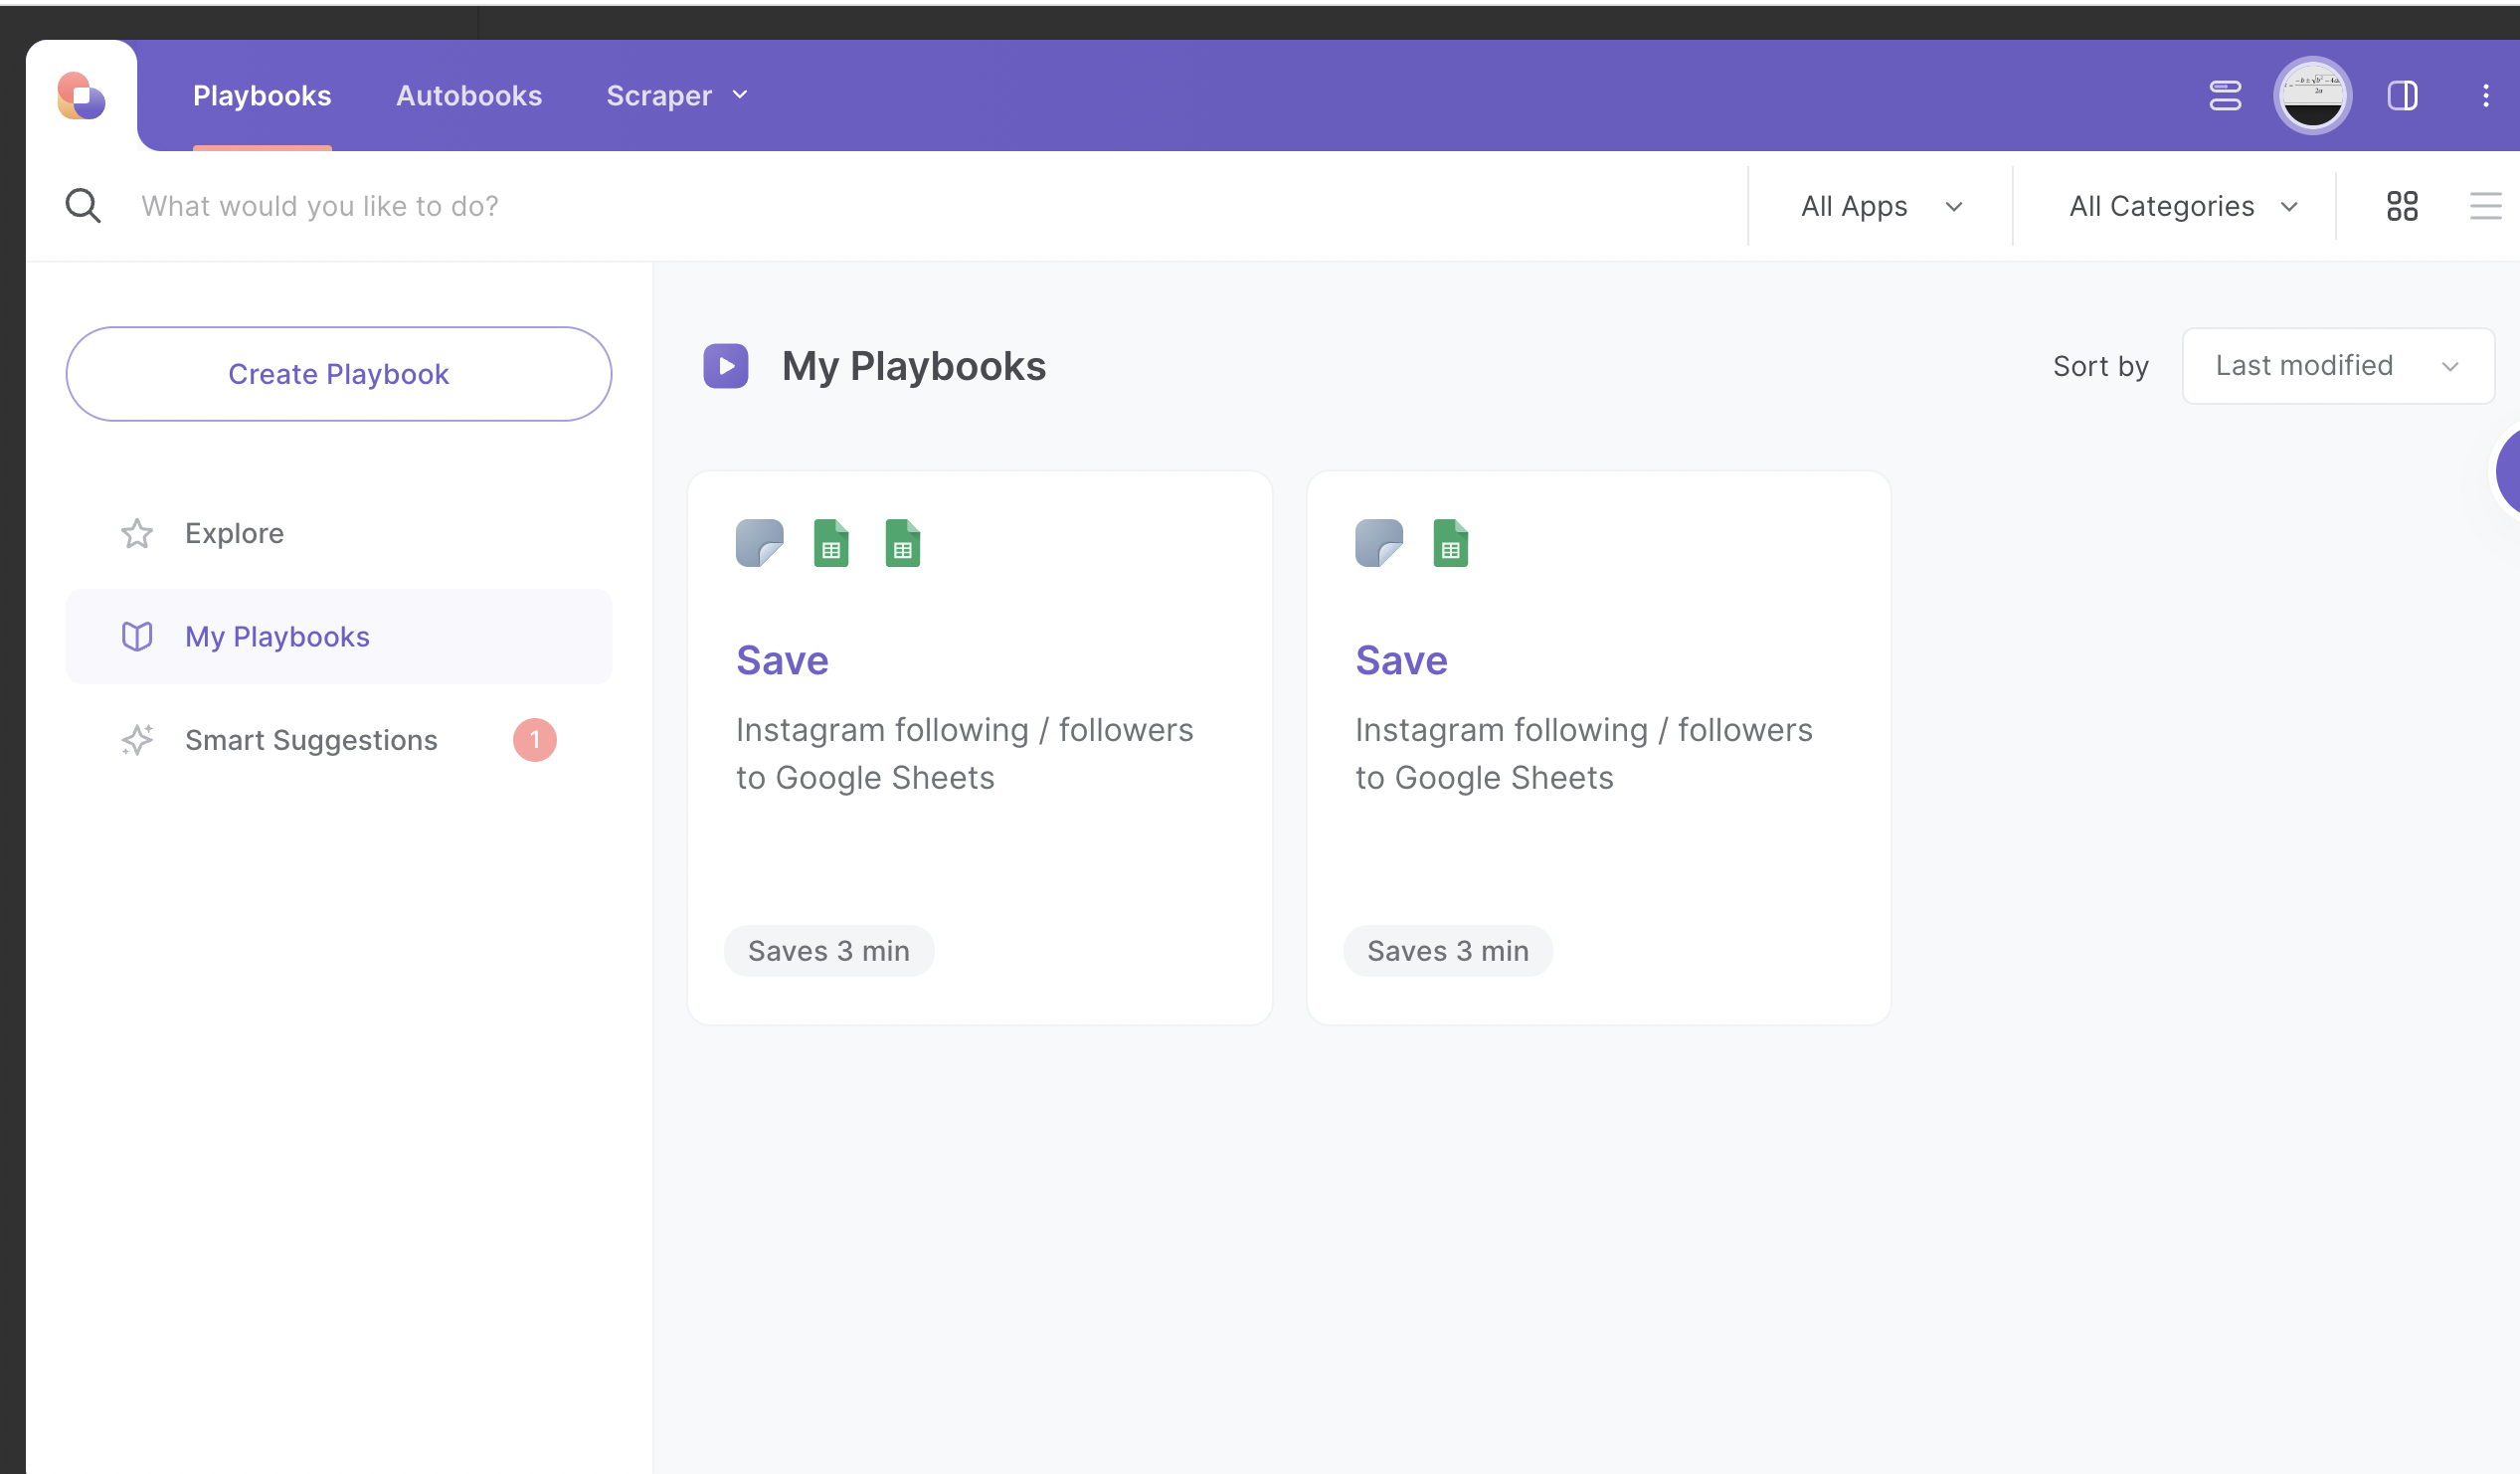 Playbooks
Autobooks
Scraper
What would you like to do?
All Apps
All Categories
Create Playbook
Explore
My Playbooks
Smart Suggestions
1
My Playbooks
Sort by
Last modified
Save
Instagram following / followers
to Google Sheets
Saves 3 min
Save
Instagram following / followers
to Google Sheets
Saves 3 min